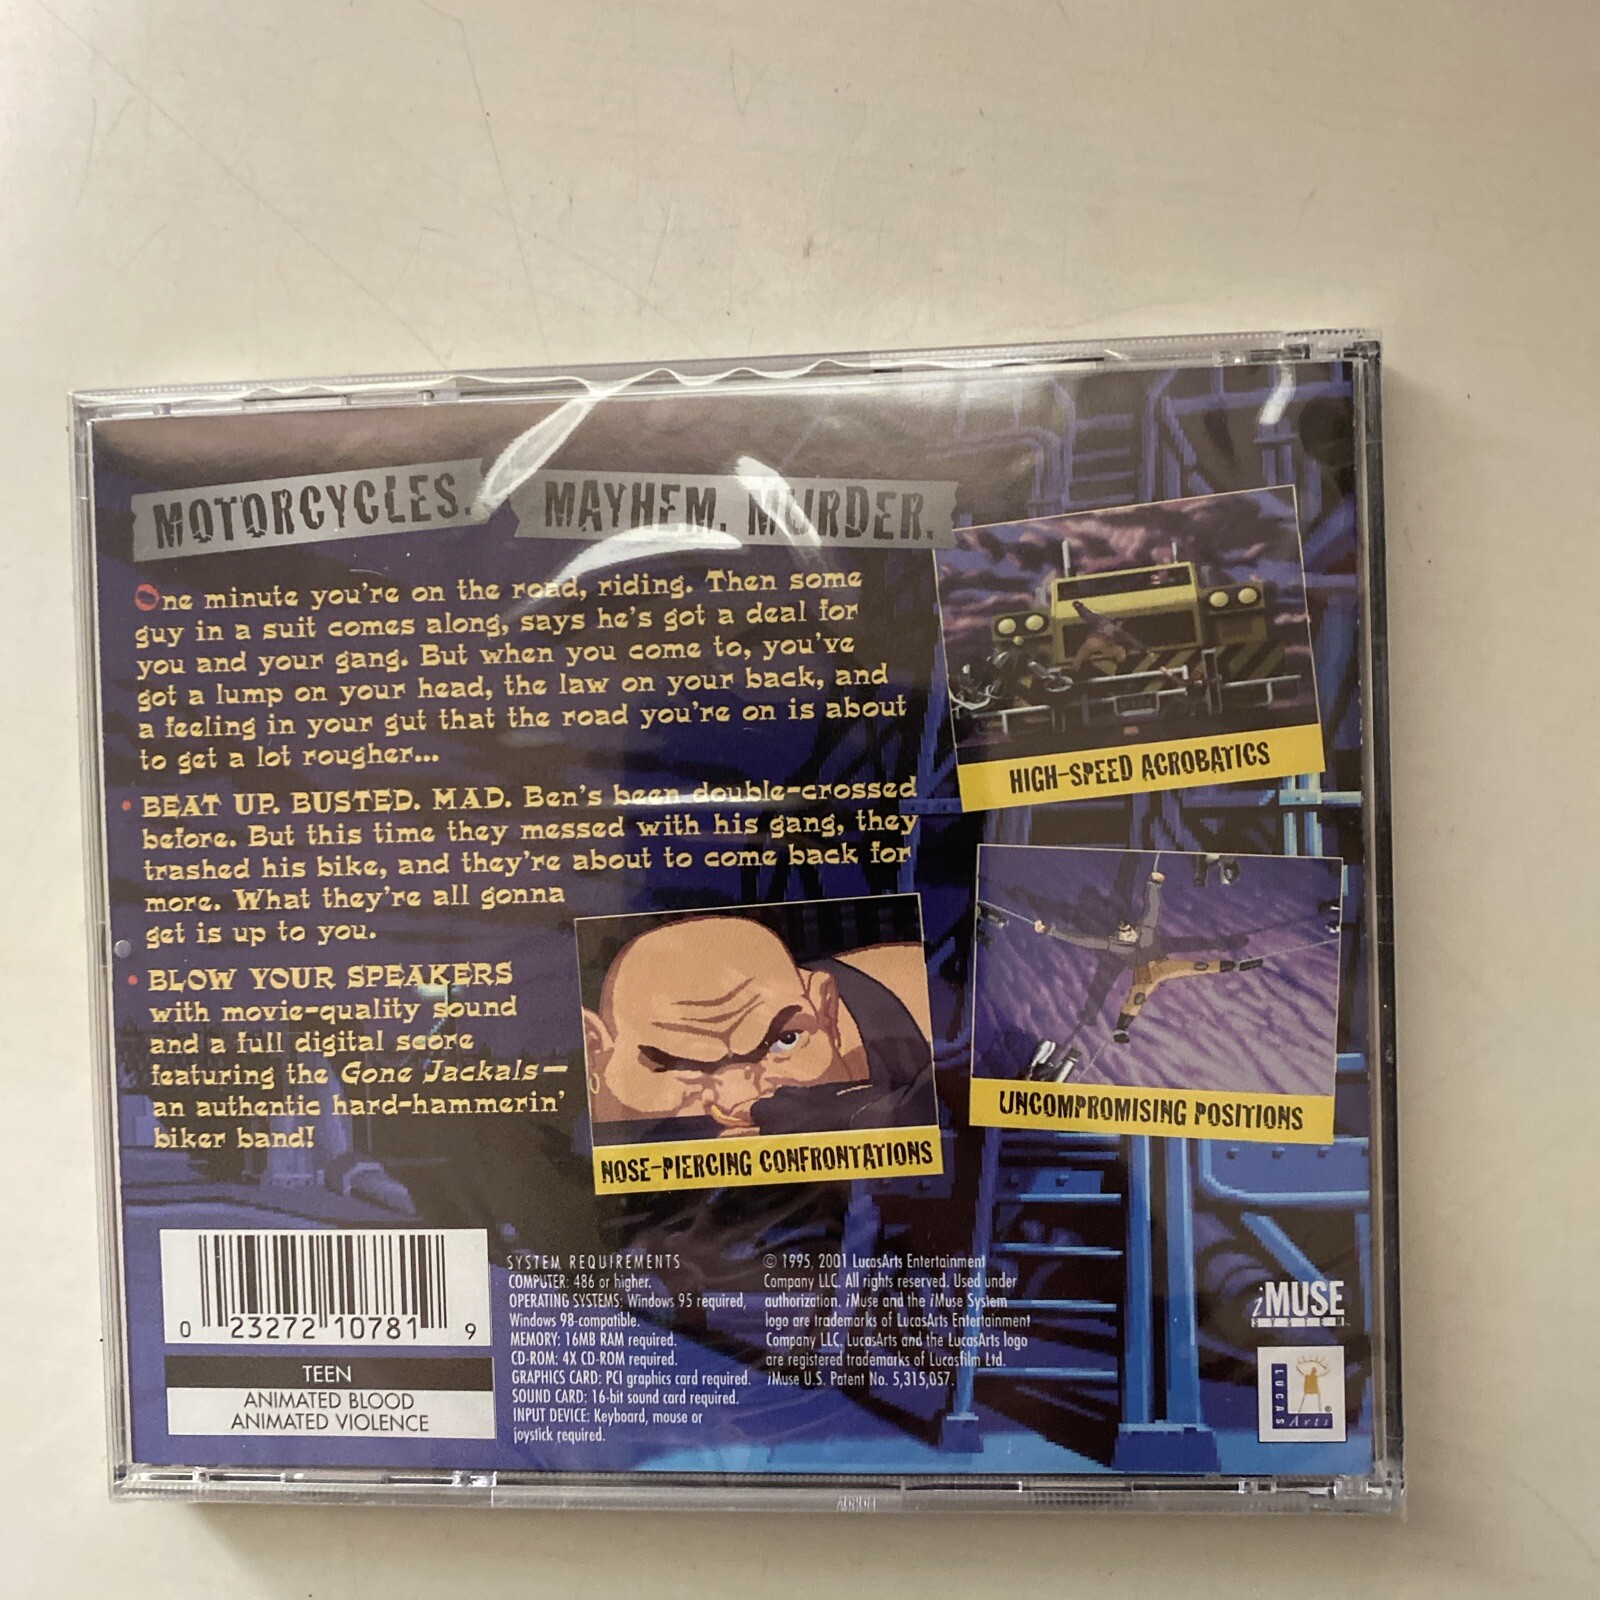 MOTORCYCLES. MAYHEM. MURDER.
One minute you're on the road, riding. Then some
guy in a suit comes along, says he's got a deal for
you and your gang. But when you come to, you've
got a lump on your head, the law on your back, and
a feeling in your gut that the road you're on is about
to get a lot rougher...
• BEAT UP. BUSTED. MAD. Ben's been double-crossed
before. But this time they messed with his gang, they
trashed his bike, and they're about to come back for
more. What they're all gonna
get is up to you.
• BLOW YOUR SPEAKERS
with movie-quality sound
and a full digital score
featuring the Gone Jackals—
an authentic hard-hammerin'
biker band!
HIGH-SPEED ACROBATICS
UNCOMPROMISING POSITIONS
NOSE-PIERCING CONFRONTATIONS
0 23272 10781 9
TEEN
ANIMATED BLOOD
ANIMATED VIOLENCE
SYSTEM REQUIREMENTS
COMPUTER: 486 or higher.
OPERATING SYSTEMS: Windows 95 required,
Windows 98-compatible.
MEMORY: 16MB RAM required.
CD-ROM: 4X CD-ROM required.
GRAPHICS CARD: PCI graphics card required.
SOUND CARD: 16-bit sound card required.
INPUT DEVICE: Keyboard, mouse or
joystick required.
© 1995, 2001 LucasArts Entertainment
Company LLC. All rights reserved. Used under
authorization. iMuse and the iMuse System
logo are trademarks of LucasArts Entertainment
Company LLC. LucasArts and the LucasArts logo
are registered trademarks of Lucasfilm Ltd.
iMuse U.S. Patent No. 5,315,057.
iMUSE
SYSTEM™
LUCAS
Arts ®